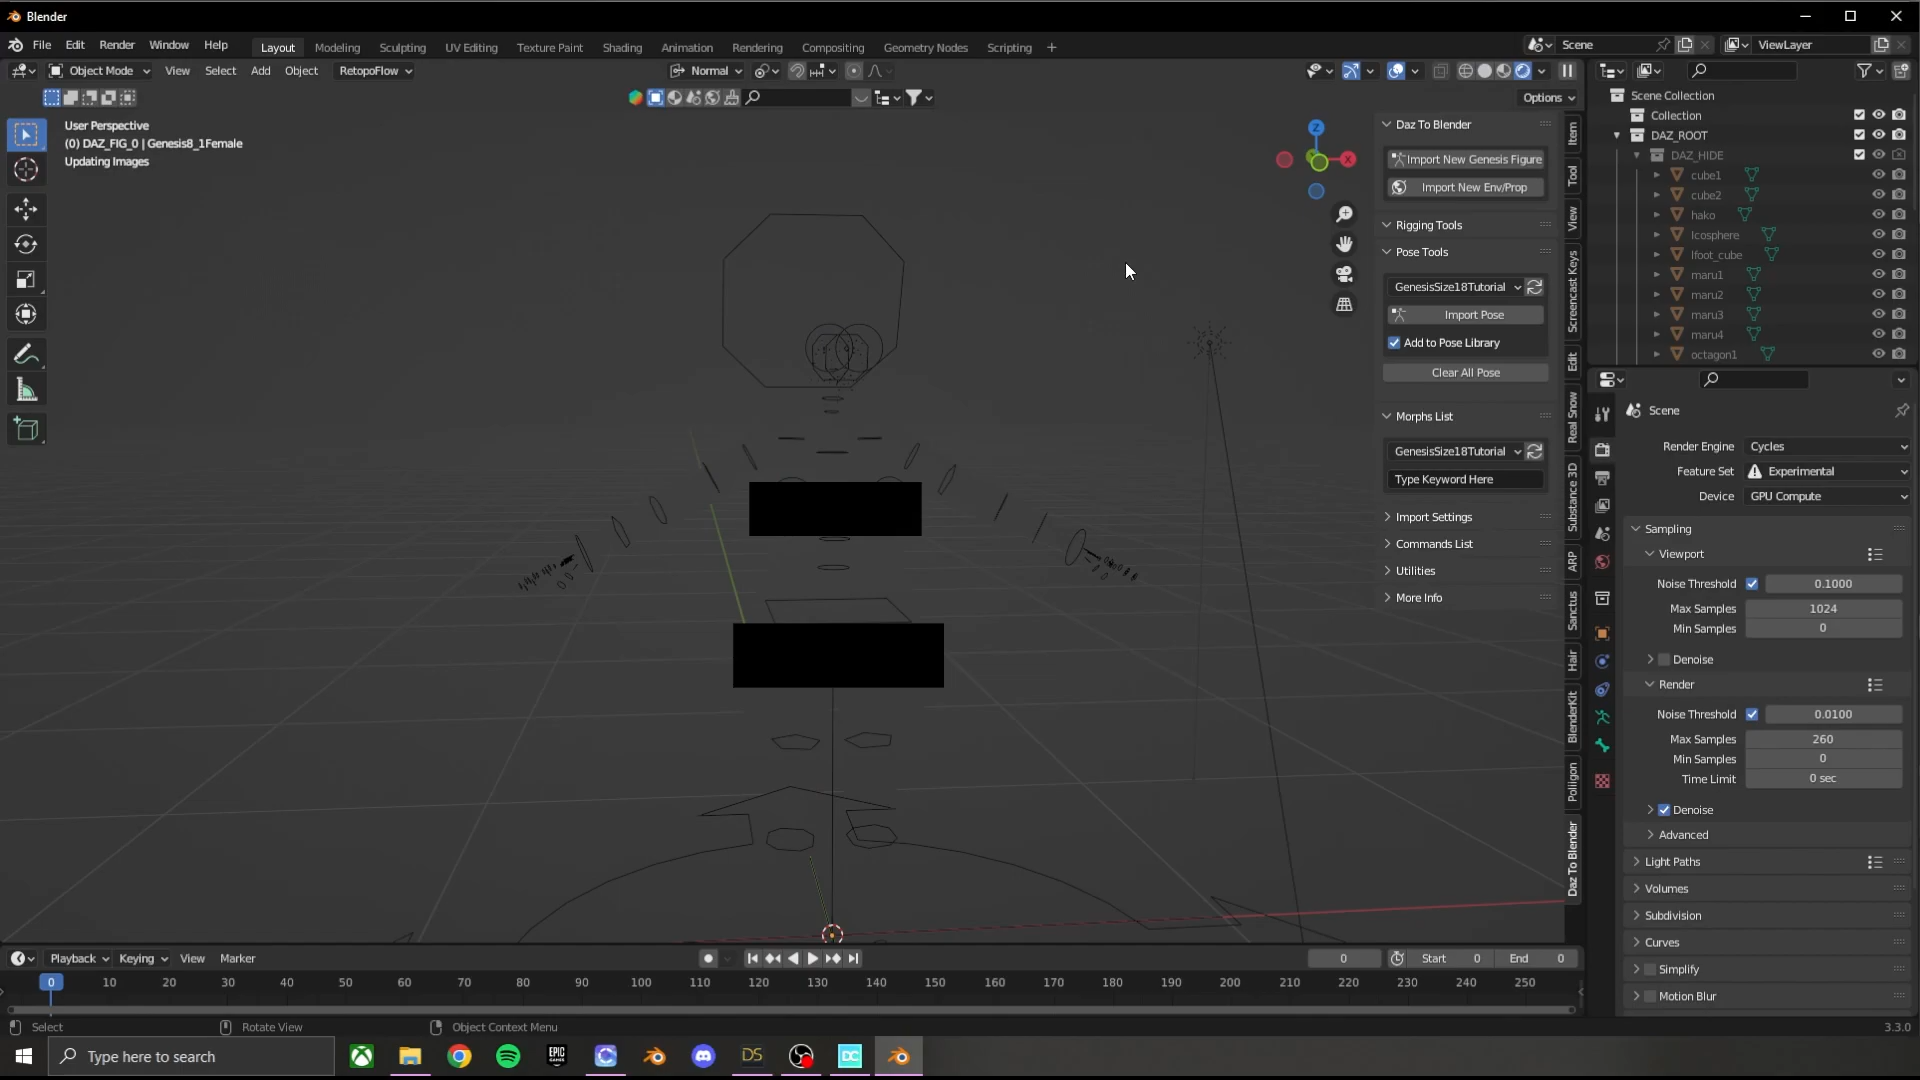 Blender
File Edit Render Window Help
Layout Modeling Sculpting UV Editing Texture Paint Shading Animation Rendering Compositing Geometry Nodes Scripting +
Scene
ViewLayer
Object Mode View Select Add Object RetopoFlow
Normal
Options
User Perspective
(0) DAZ_FIG_0 | Genesis8_1Female
Updating Images
Z
X
Daz To Blender
Import New Genesis Figure
Import New Env/Prop
Rigging Tools
Pose Tools
GenesisSize18Tutorial
Import Pose
Add to Pose Library
Clear All Pose
Morphs List
GenesisSize18Tutorial
Type Keyword Here
Import Settings
Commands List
Utilities
More Info
Item
Tool
View
Screencast Keys
Edit
Real Snow
Substance 3D
ARP
Sanctus
Hair
BlenderKit
Poliigon
Daz To Blender
Scene Collection
Collection
DAZ_ROOT
DAZ_HIDE
cube1
cube2
hako
Icosphere
lfoot_cube
maru1
maru2
maru3
maru4
octagon1
Scene
Render Engine Cycles
Feature Set Experimental
Device GPU Compute
Sampling
Viewport
Noise Threshold 0.1000
Max Samples 1024
Min Samples 0
Denoise
Render
Noise Threshold 0.0100
Max Samples 260
Min Samples 0
Time Limit 0 sec
Denoise
Advanced
Light Paths
Volumes
Subdivision
Curves
Simplify
Motion Blur
Playback Keying View Marker
0
Start 0
End 0
0 10 20 30 40 50 60 70 80 90 100 110 120 130 140 150 160 170 180 190 200 210 220 230 240 250
Select
Rotate View
Object Context Menu
3.3.0
Type here to search
EPIC GAMES
DS
DC